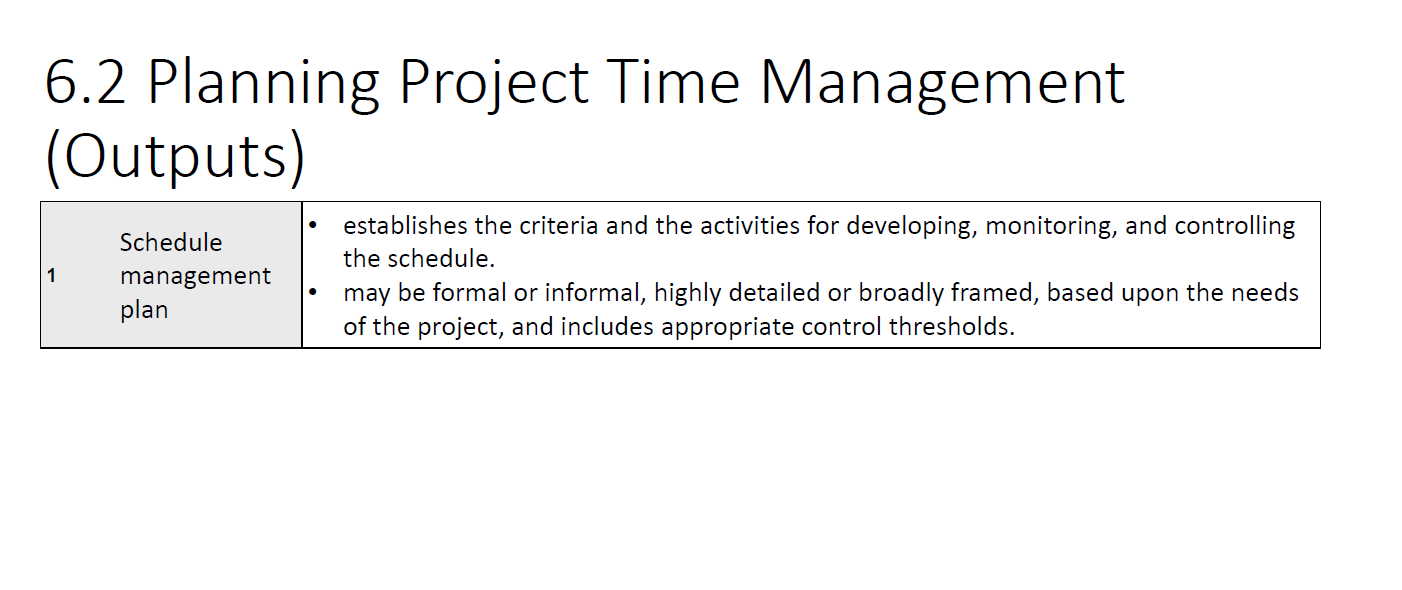 6.2 Planning Project Time Management
(Outputs)
1
Schedule
management
plan
• establishes the criteria and the activities for developing, monitoring, and controlling
the schedule.
• may be formal or informal, highly detailed or broadly framed, based upon the needs
of the project, and includes appropriate control thresholds.